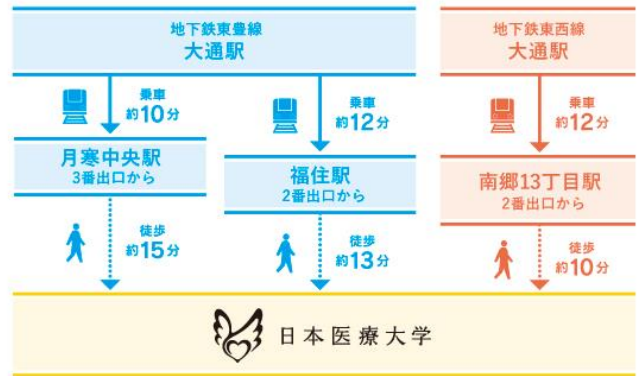 地下鉄東豊線
大通駅
地下鉄東西線
大通駅
乗車
約10分
乗車
約12分
乗車
約12分
月寒中央駅
3番出口から
福住駅
2番出口から
南郷13丁目駅
2番出口から
徒歩
約15分
徒歩
約13分
徒歩
約10分
日本医療大学